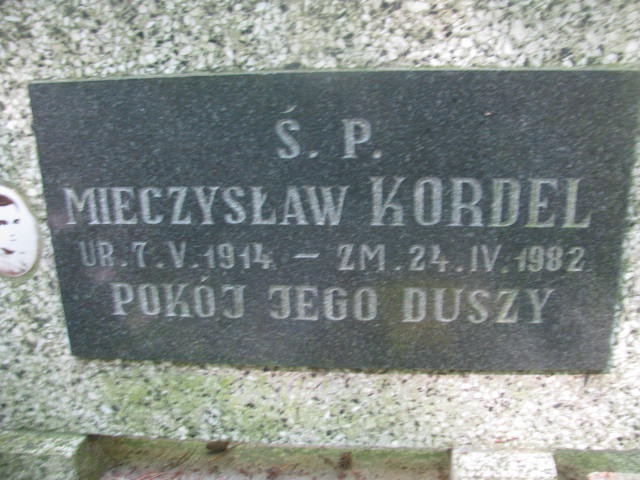 Ś. P.
MIECZYSŁAW KORDEL
UR. 7. V. 1914 – ZM. 24. IV. 1982
POKÓJ JEGO DUSZY